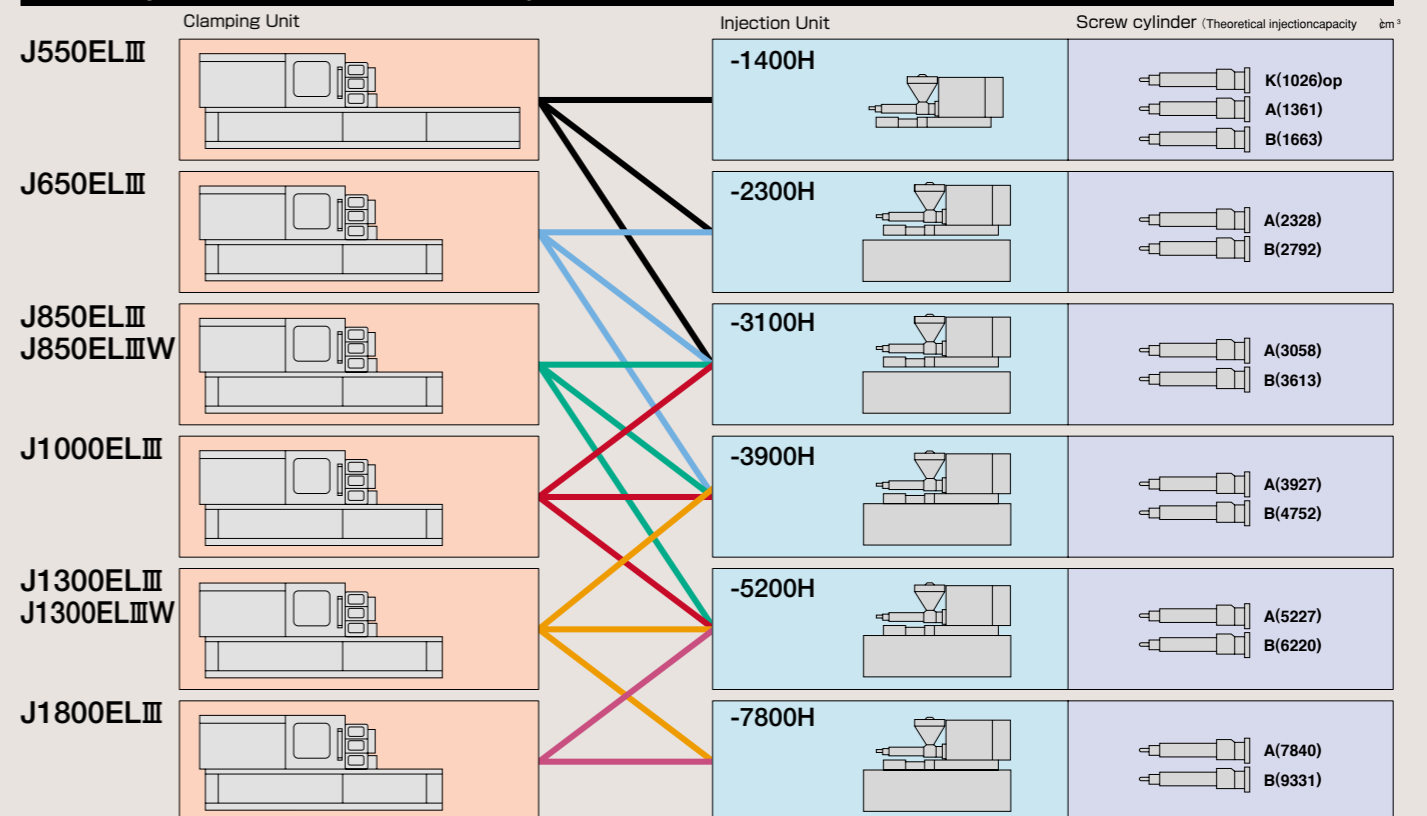 Clamping Unit Injection Unit Screw cylinder (Theoretical injectioncapacity cm³)
J550ELⅢ -1400H K(1026)op
A(1361)
B(1663)
J650ELⅢ -2300H A(2328)
B(2792)
J850ELⅢ -3100H A(3058)
J850ELⅢW B(3613)
J1000ELⅢ -3900H A(3927)
B(4752)
J1300ELⅢ -5200H A(5227)
J1300ELⅢW B(6220)
J1800ELⅢ -7800H A(7840)
B(9331)